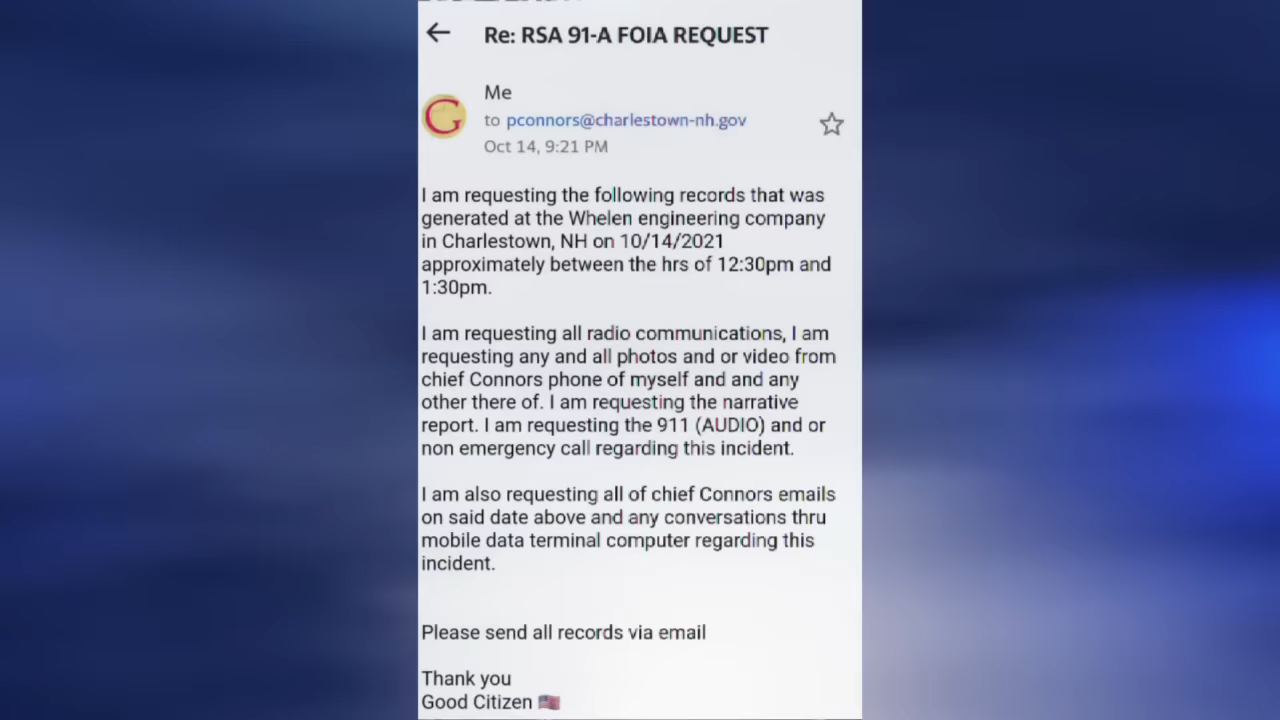 Re: RSA 91-A FOIA REQUEST
G
Me
to pconnors@charlestown-nh.gov
Oct 14, 9:21 PM
I am requesting the following records that was
generated at the Whelen engineering company
in Charlestown, NH on 10/14/2021
approximately between the hrs of 12:30pm and
1:30pm.
I am requesting all radio communications, I am
requesting any and all photos and or video from
chief Connors phone of myself and and any
other there of. I am requesting the narrative
report. I am requesting the 911 (AUDIO) and or
non emergency call regarding this incident.
I am also requesting all of chief Connors emails
on said date above and any conversations thru
mobile data terminal computer regarding this
incident.
Please send all records via email
Thank you
Good Citizen 🇺🇸